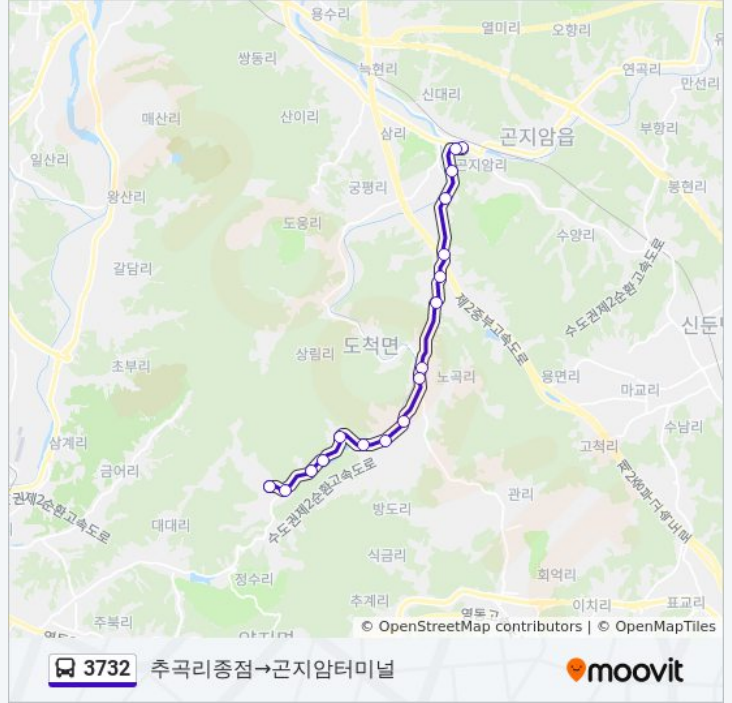 용수리
열미리
오향리
쌍동리
녹현리
연곡리
만선리
신대리
매산리
산이리
삼리
곤지암읍
부항리
일산리
곤지암리
궁평리
봉현리
왕산리
도웅리
수양리
갈담리
수도권제2순환고속도로
제2중부고속도로
신둔
상림리
도척면
초부리
노곡리
용면리
마교리
삼계리
수남리
금어리
고척리
수도권제2순환고속도로
권제2순환고속도로
관리
방도리
대대리
식금리
정수리
회억리
추계리
이치리
표교리
주북리
양지면
© OpenStreetMap contributors | © OpenMapTiles
3732 추곡리종점→곤지암터미널
moovit